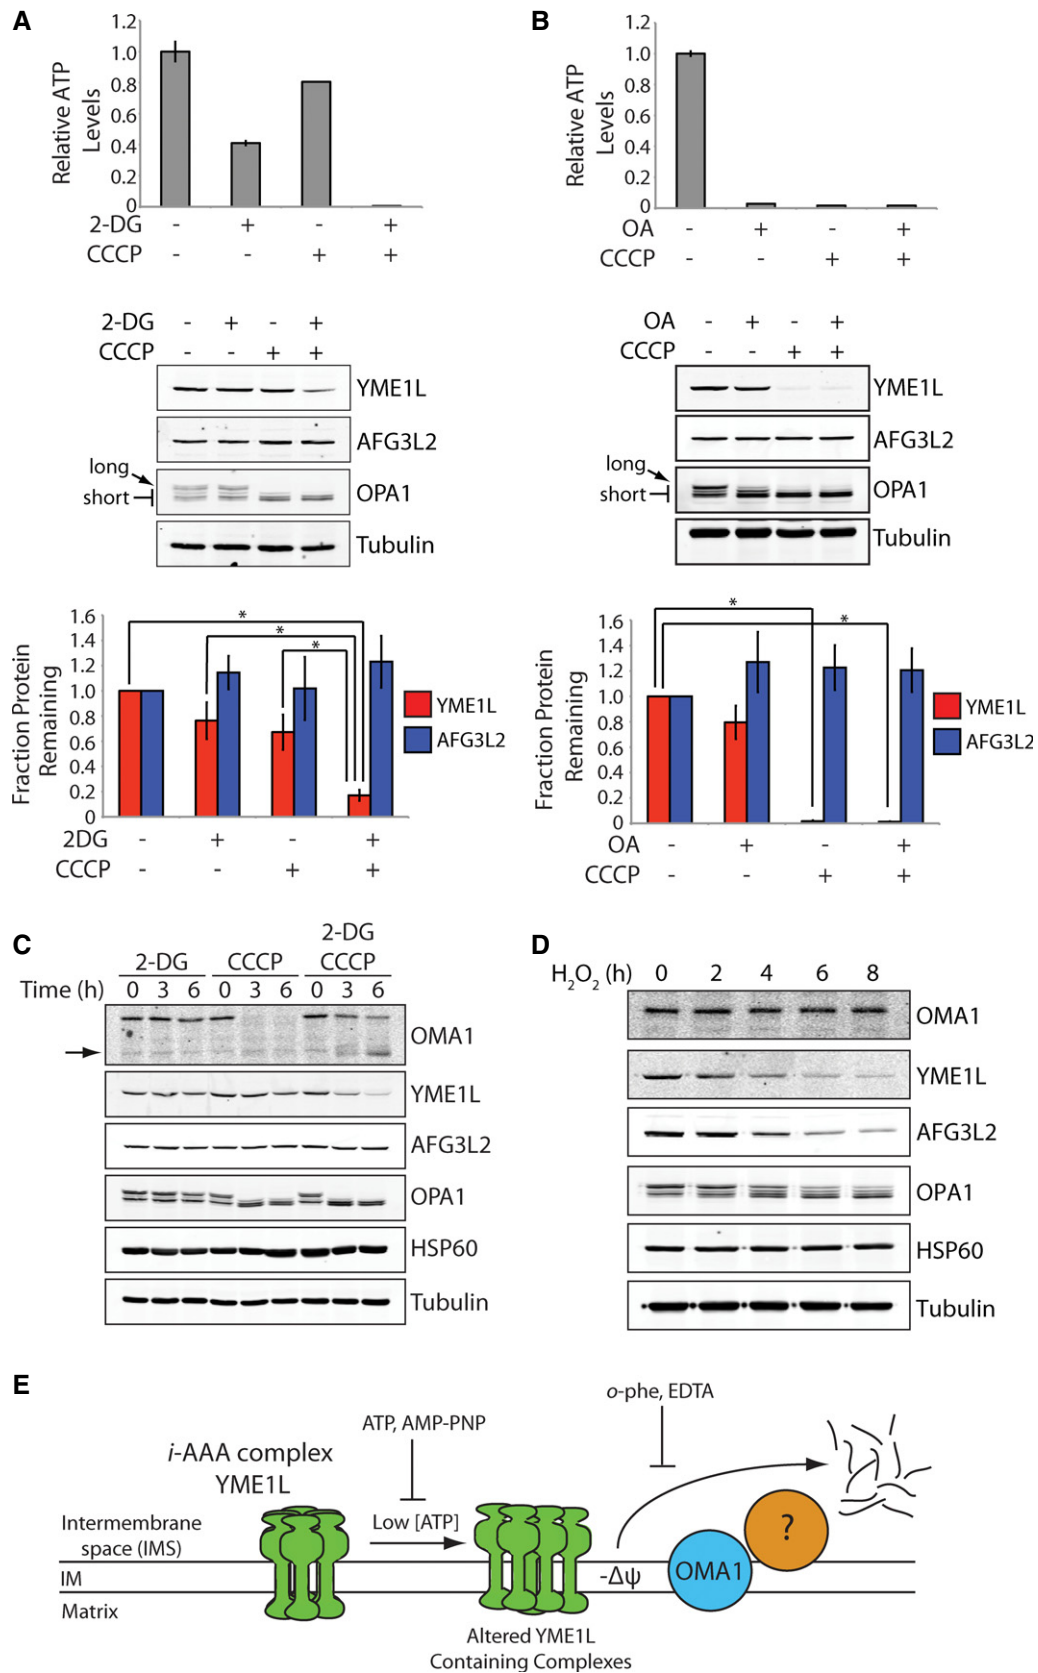 A
1.2
1.0
0.8
0.6
0.4
0.2
0
Relative ATP
Levels
2-DG - + - +
CCCP - - + +
2-DG - + - +
CCCP - - + +
YME1L
AFG3L2
long
short
OPA1
Tubulin
1.6
1.4
1.2
1.0
0.8
0.6
0.4
0.2
0
Fraction Protein
Remaining
*
*
*
YME1L
AFG3L2
2DG - + - +
CCCP - - + +
B
1.2
1.0
0.8
0.6
0.4
0.2
0
Relative ATP
Levels
OA - + - +
CCCP - - + +
OA - + - +
CCCP - - + +
YME1L
AFG3L2
long
short
OPA1
Tubulin
1.6
1.4
1.2
1.0
0.8
0.6
0.4
0.2
0
Fraction Protein
Remaining
*
*
YME1L
AFG3L2
OA - + - +
CCCP - - + +
C
2-DG
2-DG CCCP CCCP
Time (h) 0 3 6 0 3 6 0 3 6
OMA1
YME1L
AFG3L2
OPA1
HSP60
Tubulin
D
H₂O₂ (h) 0 2 4 6 8
OMA1
YME1L
AFG3L2
OPA1
HSP60
Tubulin
E
o-phe, EDTA
ATP, AMP-PNP
i-AAA complex
YME1L
Low [ATP]
Intermembrane
space (IMS)
IM
Matrix
-Δψ
OMA1
?
Altered YME1L
Containing Complexes